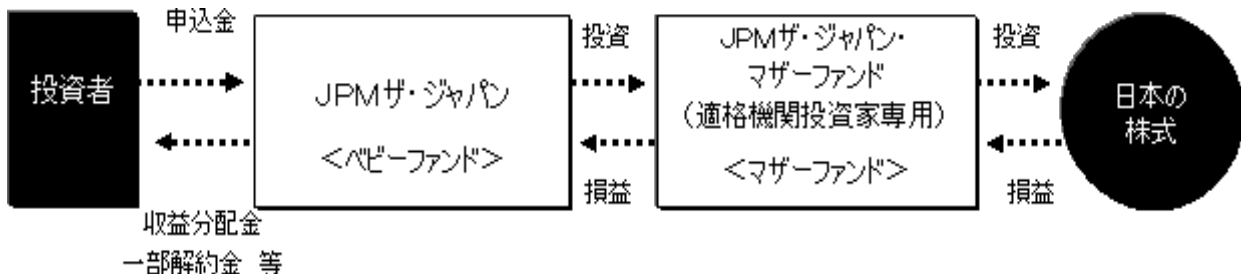 申込金
投資者
収益分配金
一部解約金 等
JPMザ・ジャパン
＜ベビーファンド＞
投資
損益
JPMザ・ジャパン・
マザーファンド
（適格機関投資家専用）
＜マザーファンド＞
投資
損益
日本の
株式